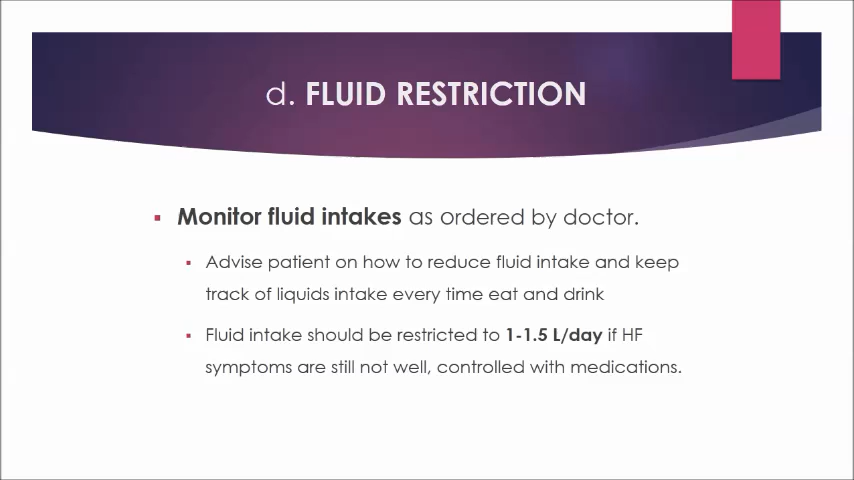 d. FLUID RESTRICTION
Monitor fluid intakes as ordered by doctor.
Advise patient on how to reduce fluid intake and keep
track of liquids intake every time eat and drink
Fluid intake should be restricted to 1-1.5 L/day if HF
symptoms are still not well, controlled with medications.